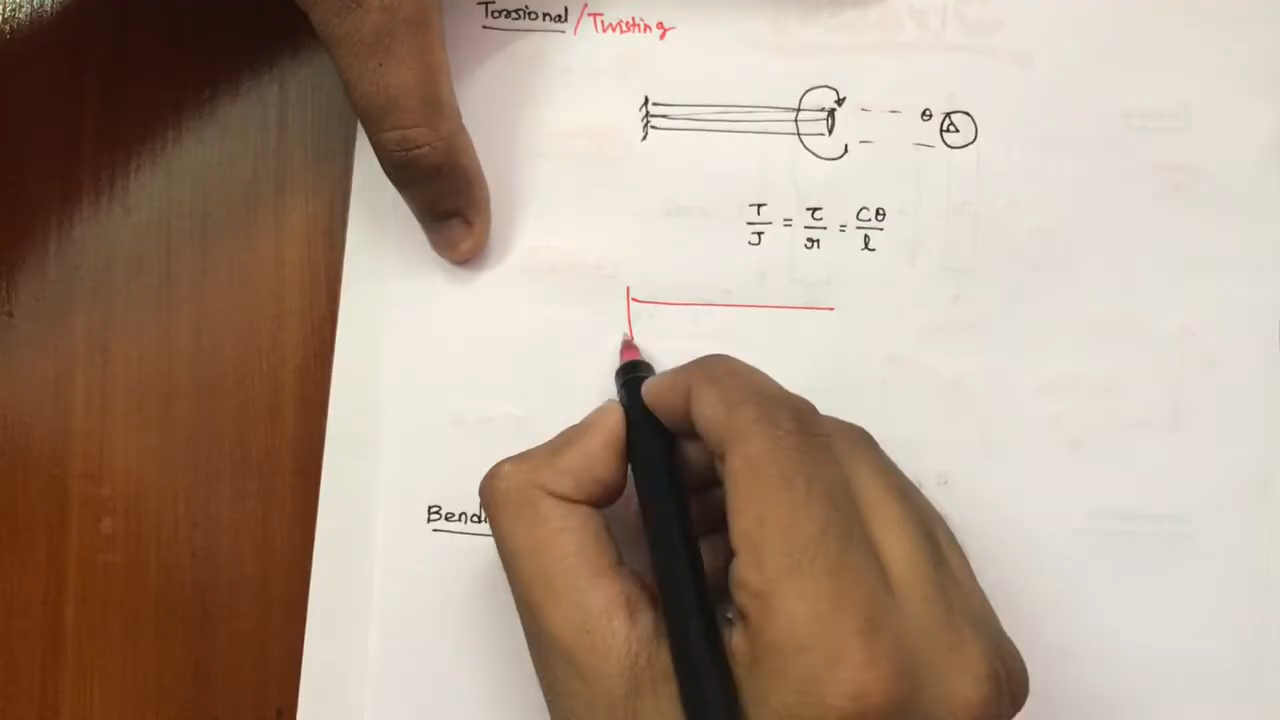 Torsional/Twisting
θ
T/J = τ/r = Cθ/l